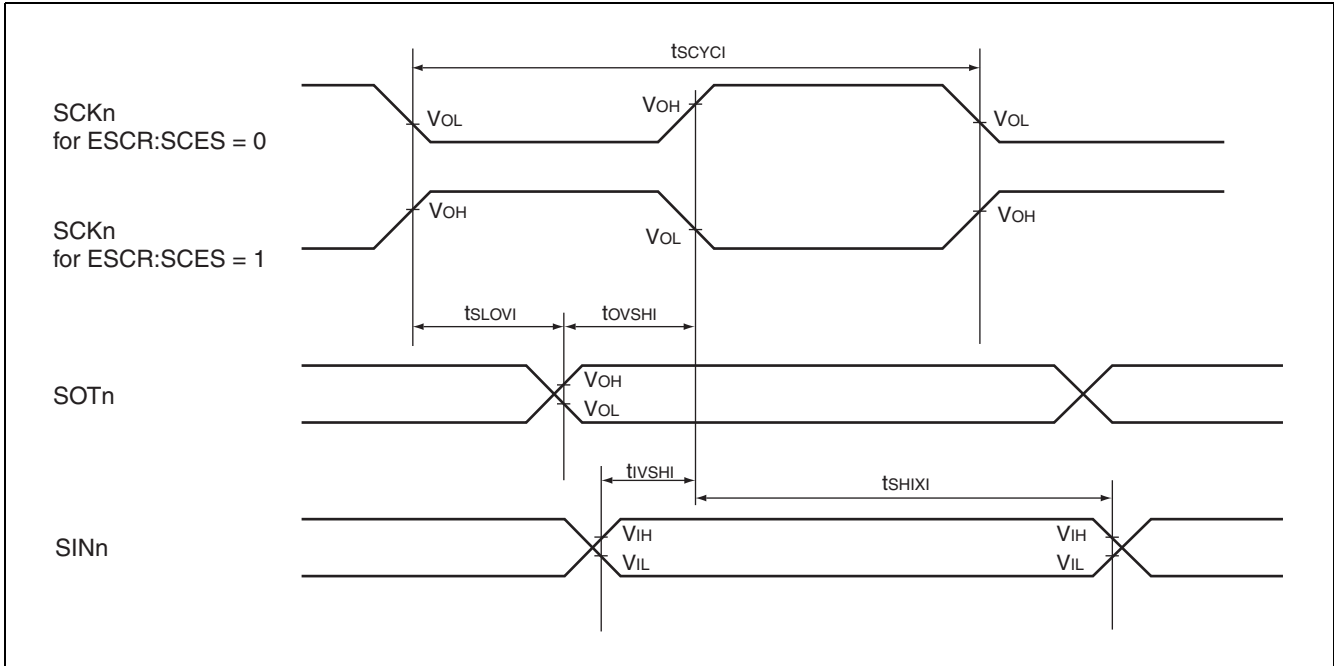 tSCYCI
SCKn
for ESCR:SCES = 0
VOL
VOH
VOL
SCKn
for ESCR:SCES = 1
VOH
VOL
VOH
tSLOVI
tOVSHI
SOTn
VOH
VOL
tIVSHI
tSHIXI
SINn
VIH
VIL
VIH
VIL